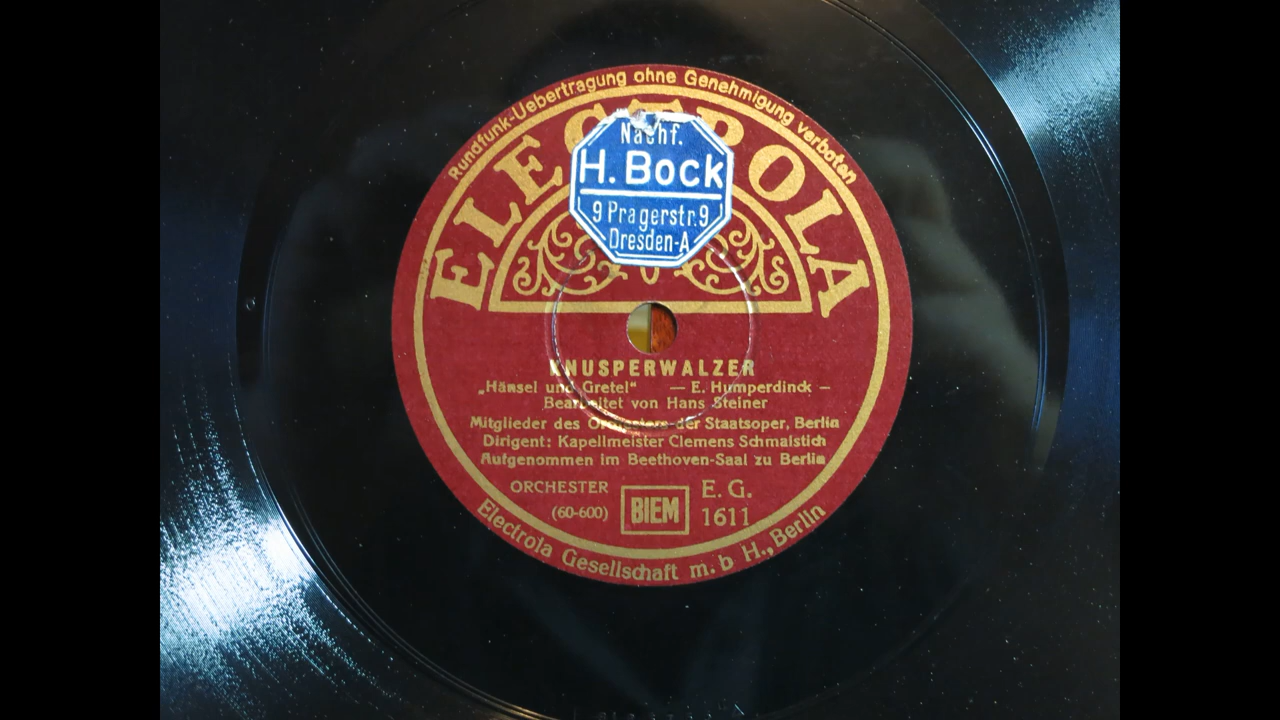 Rundfunk-Uebertragung ohne Genehmigung verboten
ELECTROLA
Nachf.
H. Bock
9 Pragerstr. 9
Dresden-A
KNUSPERWALZER
„Hänsel und Gretel“ — E. Humperdinck —
Bearbeitet von Hans Steiner
Mitglieder des Orchesters der Staatsoper, Berlin
Dirigent: Kapellmeister Clemens Schmalstich
Aufgenommen im Beethoven-Saal zu Berlin
ORCHESTER
(60-600)
BIEM
E. G.
1611
Electrola Gesellschaft m. b H., Berlin